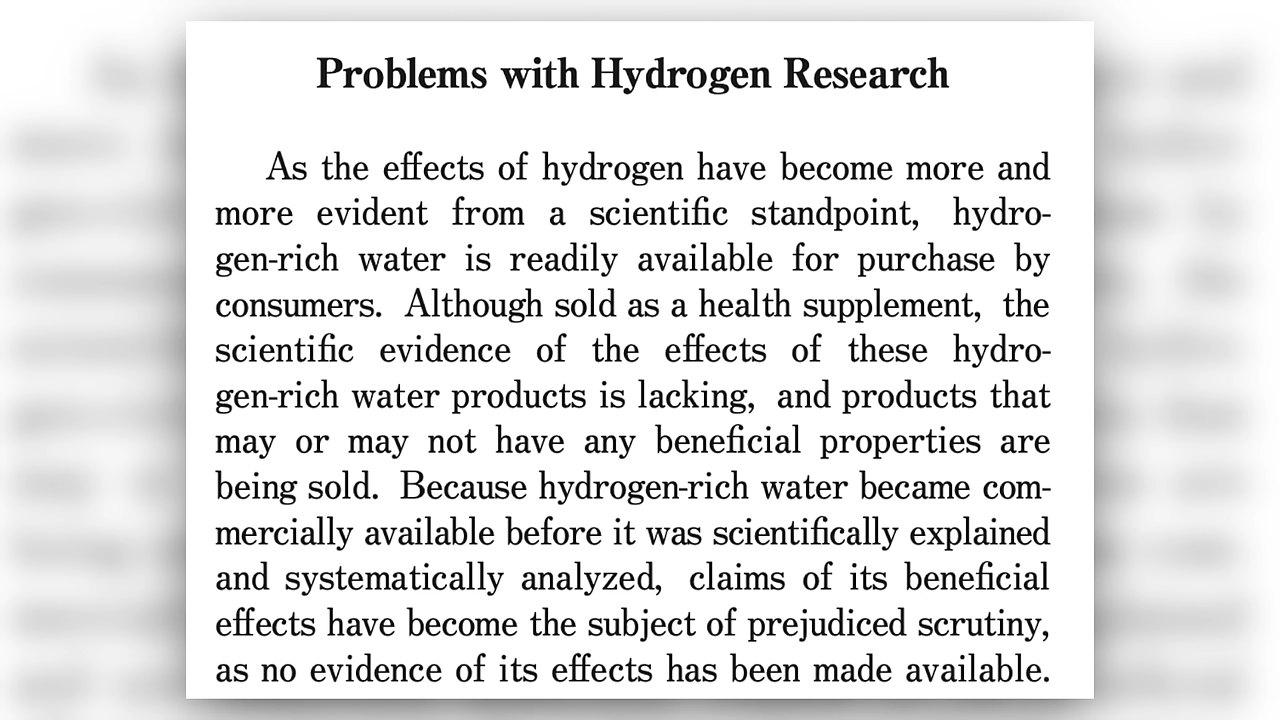 Problems with Hydrogen Research
As the effects of hydrogen have become more and
more evident from a scientific standpoint, hydro-
gen-rich water is readily available for purchase by
consumers. Although sold as a health supplement, the
scientific evidence of the effects of these hydro-
gen-rich water products is lacking, and products that
may or may not have any beneficial properties are
being sold. Because hydrogen-rich water became com-
mercially available before it was scientifically explained
and systematically analyzed, claims of its beneficial
effects have become the subject of prejudiced scrutiny,
as no evidence of its effects has been made available.